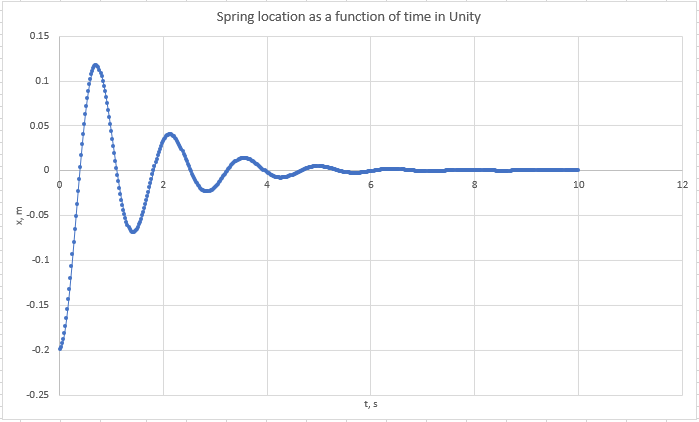 Spring location as a function of time in Unity
0.15
0.1
0.05
0
-0.05
-0.1
-0.15
-0.2
-0.25
x, m
0 2 4 6 8 10 12
t, s